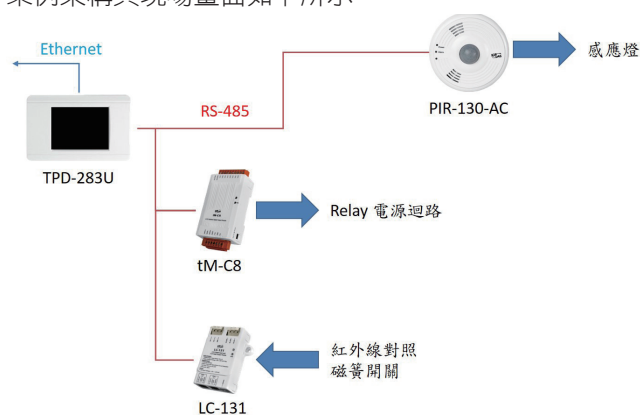 Ethernet
感應燈
RS-485
PIR-130-AC
TPD-283U
Relay 電源迴路
tM-C8
紅外線對照
磁簧開關
LC-131